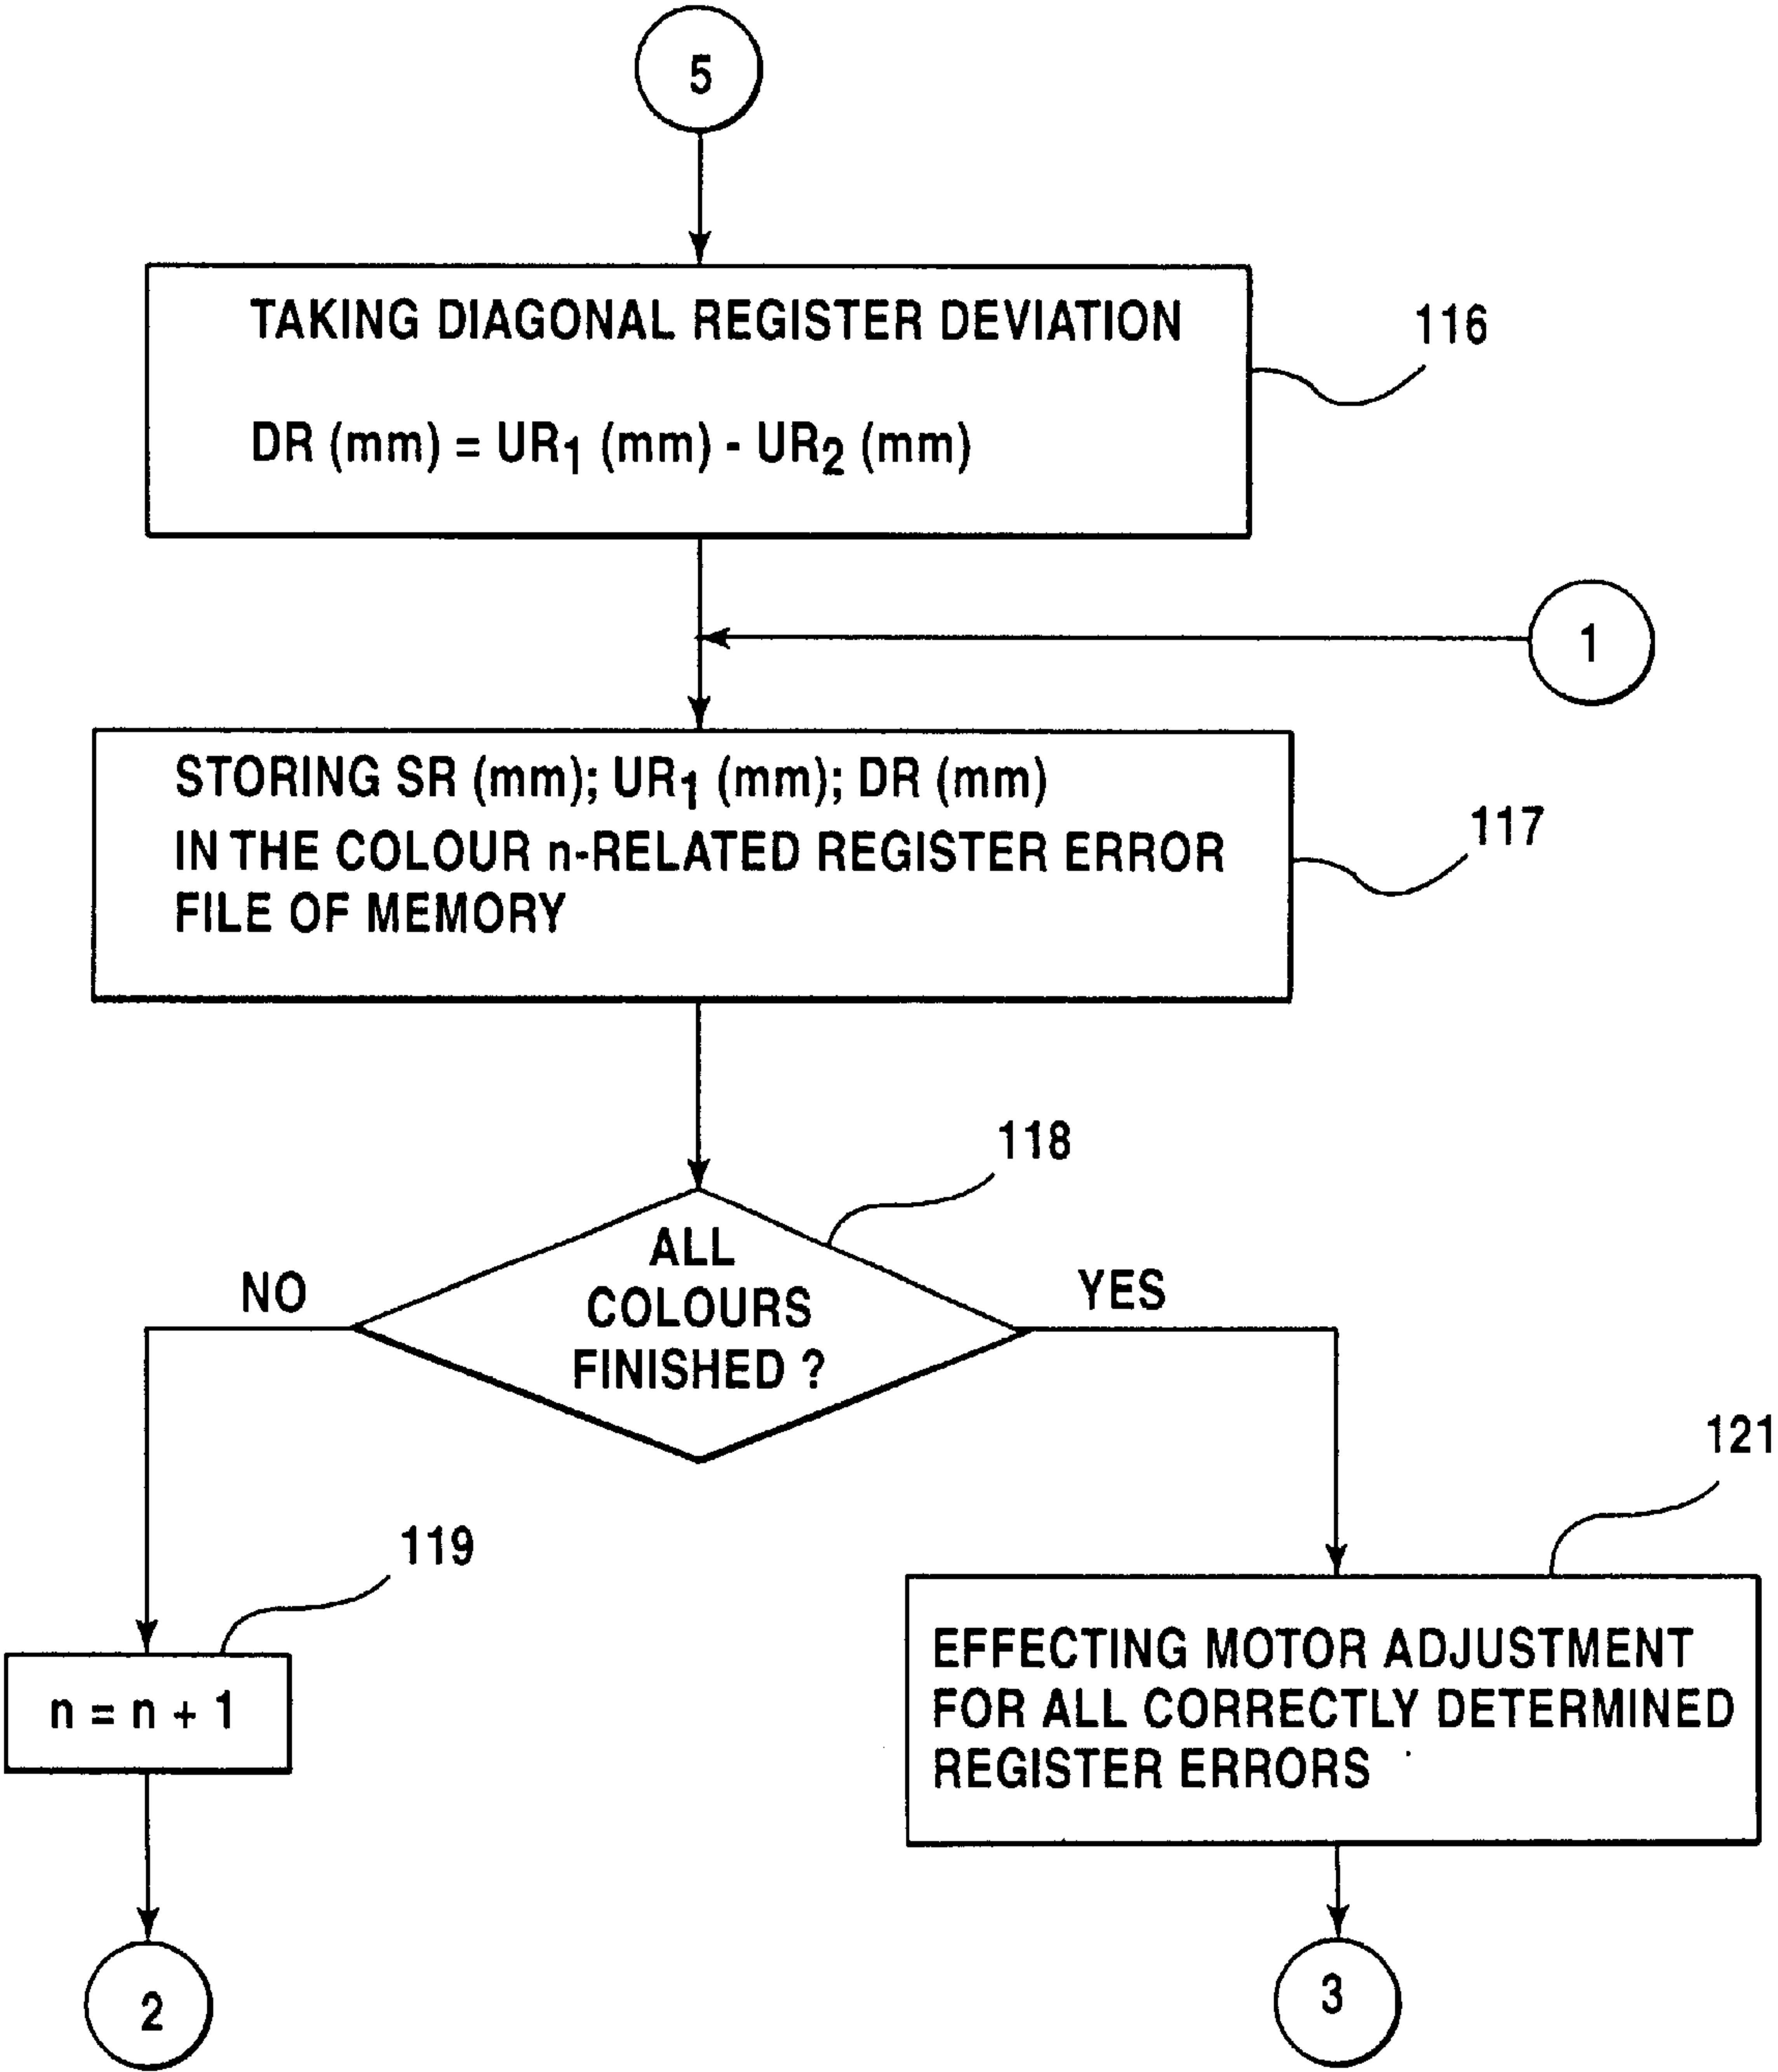 5
TAKING DIAGONAL REGISTER DEVIATION
116
DR (mm) = UR₁ (mm) - UR₂ (mm)
1
STORING SR (mm); UR₁ (mm); DR (mm)
IN THE COLOUR n-RELATED REGISTER ERROR
FILE OF MEMORY
117
118
ALL
COLOURS
FINISHED ?
NO
YES
119
n = n + 1
2
121
EFFECTING MOTOR ADJUSTMENT
FOR ALL CORRECTLY DETERMINED
REGISTER ERRORS
3